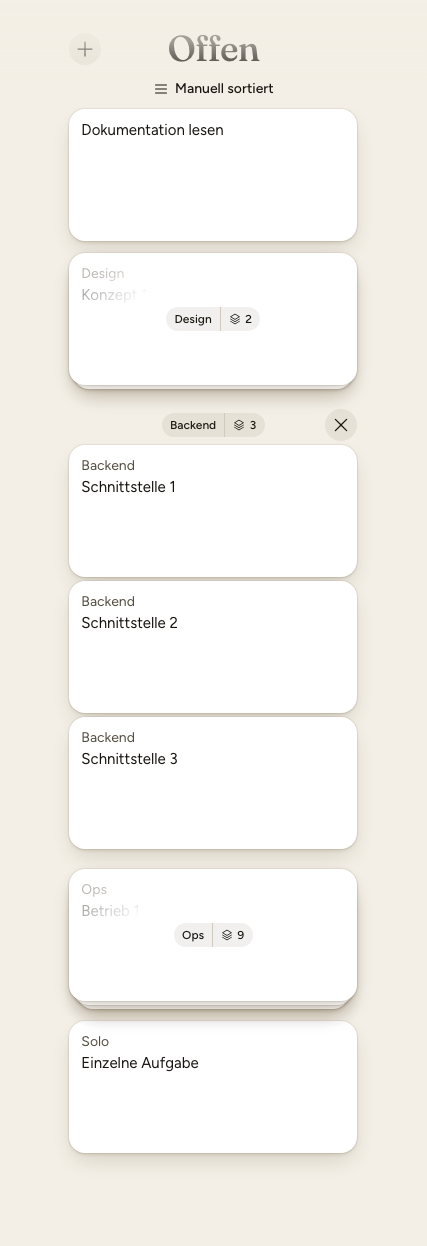 Offen
Manuell sortiert
Dokumentation lesen
Design
Konzept 1
Design 2
Backend 3
Backend
Schnittstelle 1
Backend
Schnittstelle 2
Backend
Schnittstelle 3
Ops
Betrieb 1
Ops 9
Solo
Einzelne Aufgabe